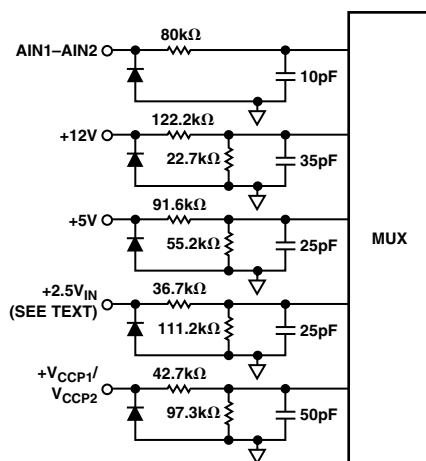 80kΩ
AIN1–AIN2
10pF
122.2kΩ
+12V
22.7kΩ
35pF
91.6kΩ
+5V
55.2kΩ
25pF
MUX
36.7kΩ
+2.5VIN
(SEE TEXT)
111.2kΩ
25pF
42.7kΩ
+VCCP1/
VCCP2
97.3kΩ
50pF